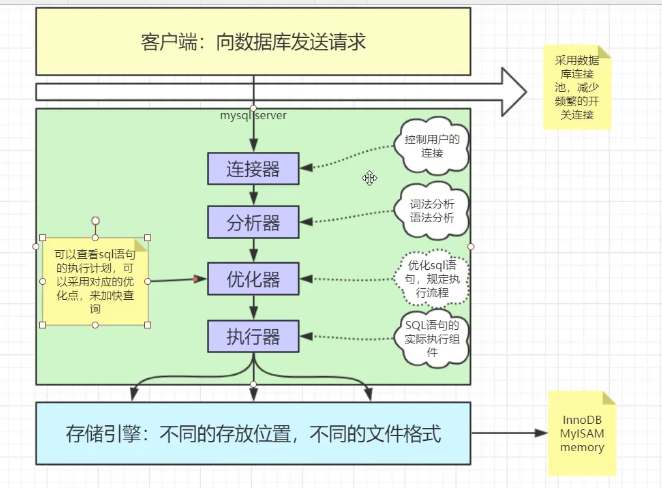 客户端：向数据库发送请求
采用数据
库连接
池，减少
频繁的开
关连接
mysql server
控制用户的
连接
连接器
词法分析
语法分析
分析器
可以查看sql语句
的执行计划，可
以采用对应的优
化点，来加快查
询
优化器
优化sql语
句，规定执
行流程
执行器
SQL语句的
实际执行组
件
存储引擎：不同的存放位置，不同的文件格式
InnoDB
MyISAM
memory